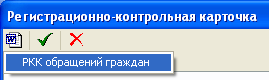 Регистрационно-контрольная карточка
РКК обращений граждан